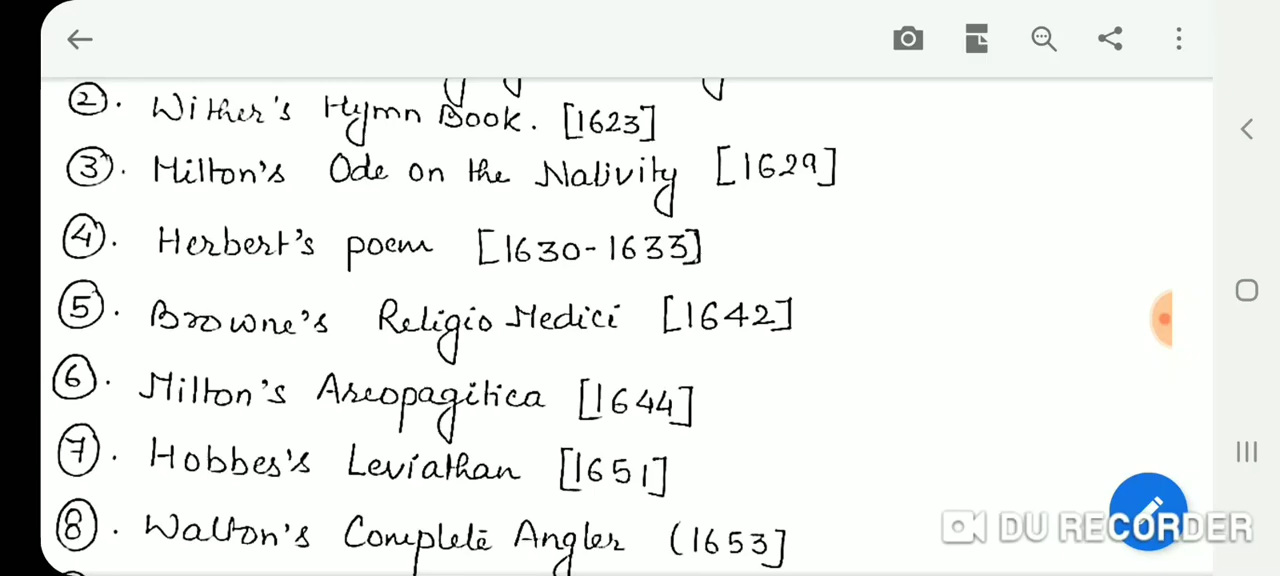 ②. Wither's Hymn Book. [1623]
③. Milton's Ode on the Nativity [1629]
④. Herbert's poem [1630-1633]
⑤. Browne's Religio Medici [1642]
⑥. Milton's Areopagitica [1644]
⑦. Hobbes's Leviathan [1651]
⑧. Walton's Complete Angler (1653]
DU RECORDER